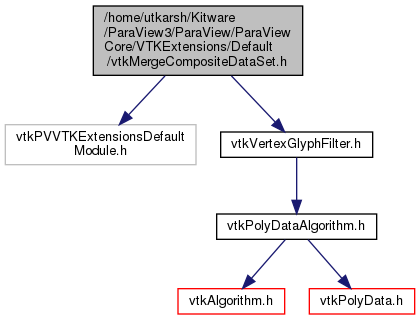 /home/utkarsh/Kitware
/ParaView3/ParaView/ParaView
Core/VTKExtensions/Default
/vtkMergeCompositeDataSet.h
vtkPVVTKExtensionsDefault
Module.h
vtkVertexGlyphFilter.h
vtkPolyDataAlgorithm.h
vtkAlgorithm.h
vtkPolyData.h